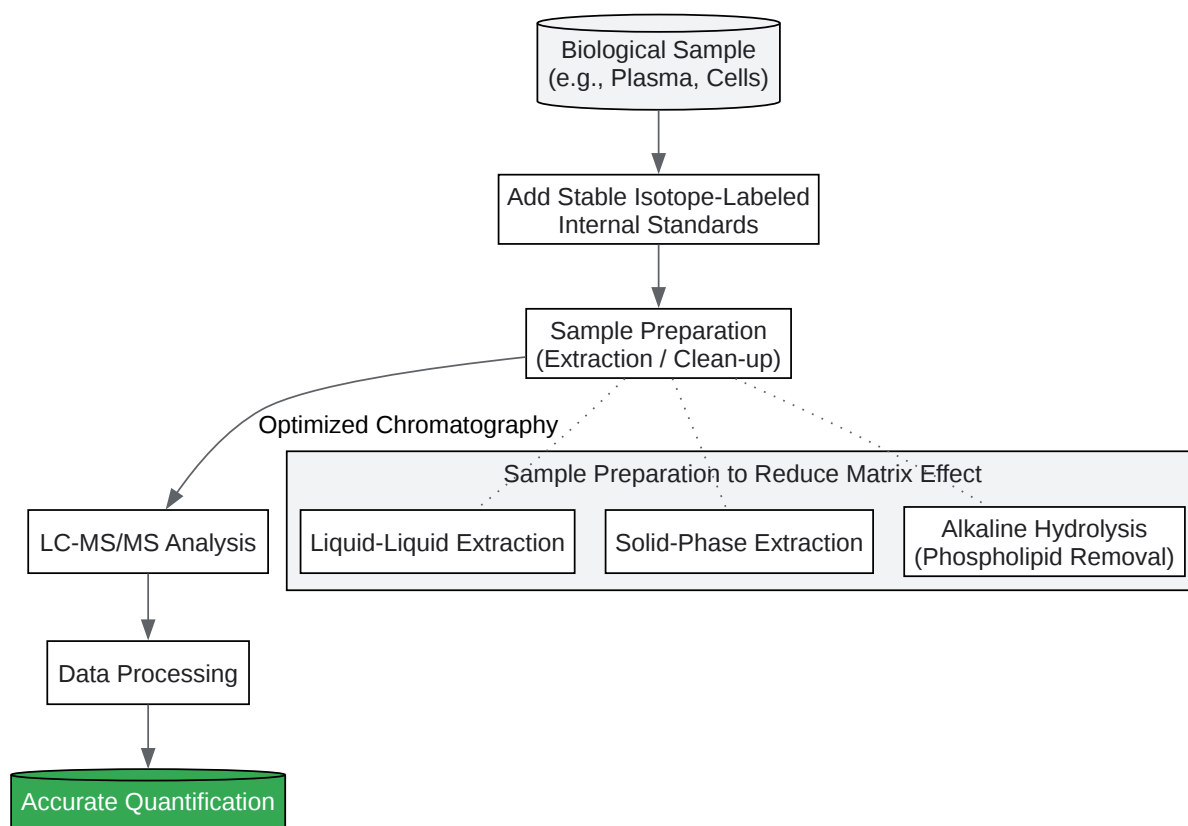 Biological Sample
(e.g., Plasma, Cells)
Add Stable Isotope-Labeled
Internal Standards
Sample Preparation
(Extraction / Clean-up)
Optimized Chromatography
Sample Preparation to Reduce Matrix Effect
LC-MS/MS Analysis
Liquid-Liquid Extraction
Solid-Phase Extraction
Alkaline Hydrolysis
(Phospholipid Removal)
Data Processing
Accurate Quantification